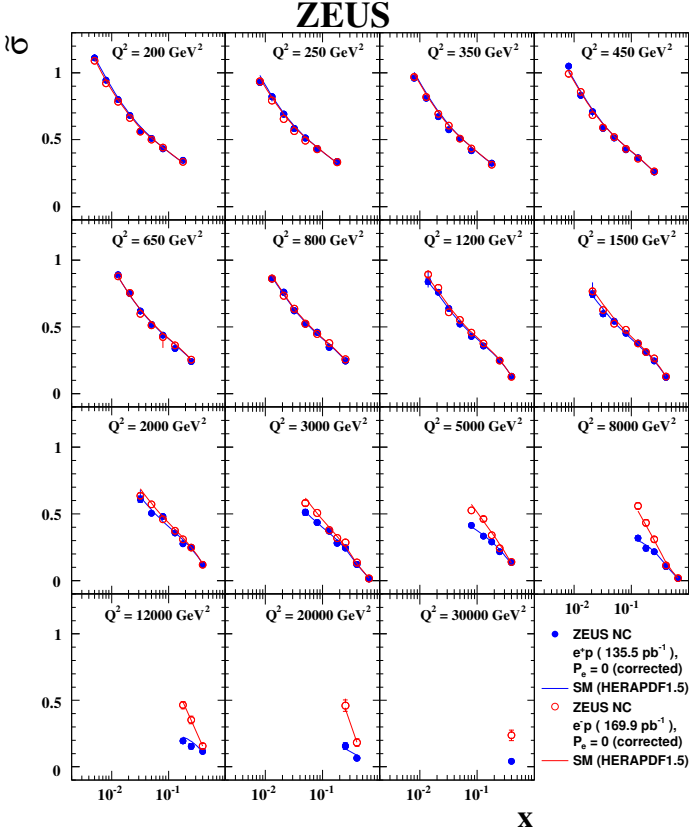 ZEUS
σ̃
Q² = 200 GeV²
Q² = 250 GeV²
Q² = 350 GeV²
Q² = 450 GeV²
1
0.5
0
Q² = 650 GeV²
Q² = 800 GeV²
Q² = 1200 GeV²
Q² = 1500 GeV²
1
0.5
0
Q² = 2000 GeV²
Q² = 3000 GeV²
Q² = 5000 GeV²
Q² = 8000 GeV²
1
0.5
0
10⁻² 10⁻¹
Q² = 12000 GeV²
Q² = 20000 GeV²
Q² = 30000 GeV²
1
0.5
0
10⁻² 10⁻¹
10⁻² 10⁻¹
10⁻² 10⁻¹
ZEUS NC
e⁺p ( 135.5 pb⁻¹ ),
Pₑ = 0 (corrected)
SM (HERAPDF1.5)
ZEUS NC
e⁻p ( 169.9 pb⁻¹ ),
Pₑ = 0 (corrected)
SM (HERAPDF1.5)
x